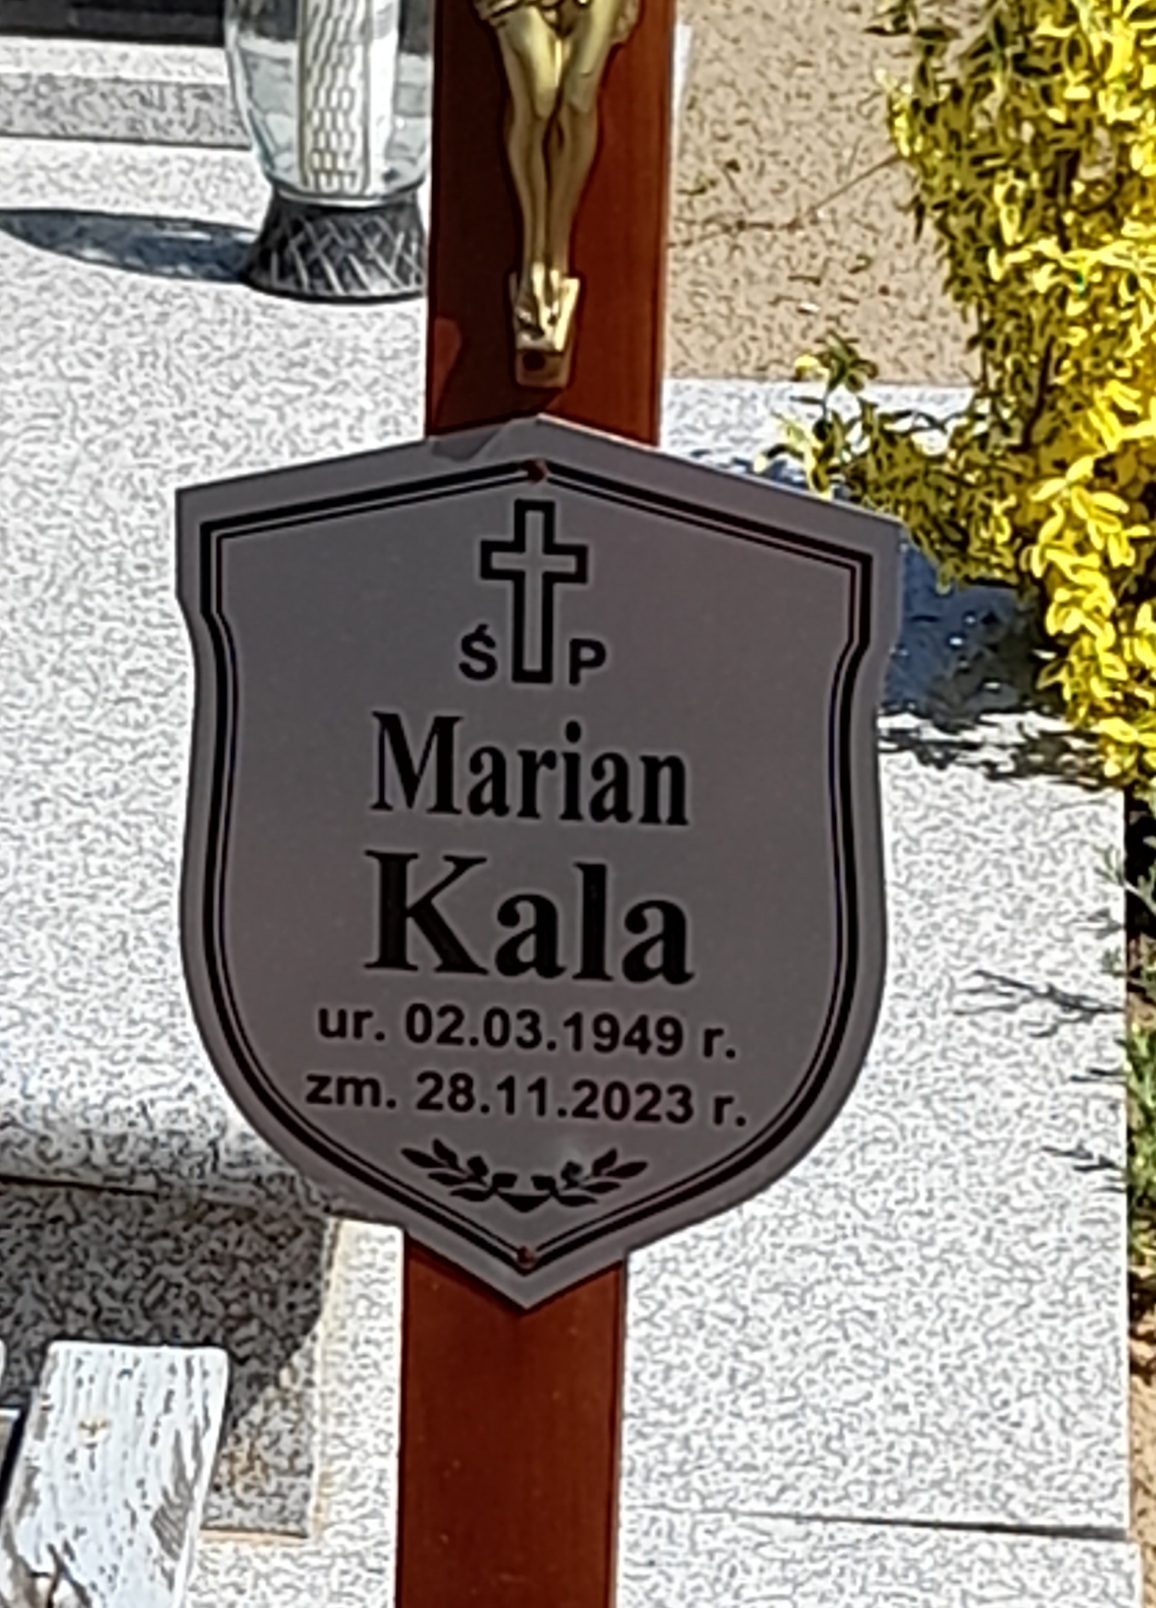 Ś P
Marian
Kala
ur. 02.03.1949 r.
zm. 28.11.2023 r.